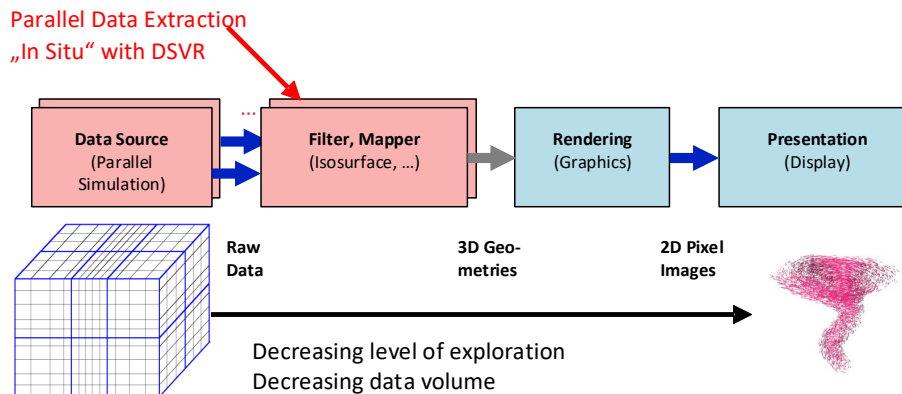 Parallel Data Extraction
„In Situ“ with DSVR
...
Data Source
(Parallel
Simulation)
Filter, Mapper
(Isosurface, ...)
Rendering
(Graphics)
Presentation
(Display)
Raw
Data
3D Geo-
metries
2D Pixel
Images
Decreasing level of exploration
Decreasing data volume